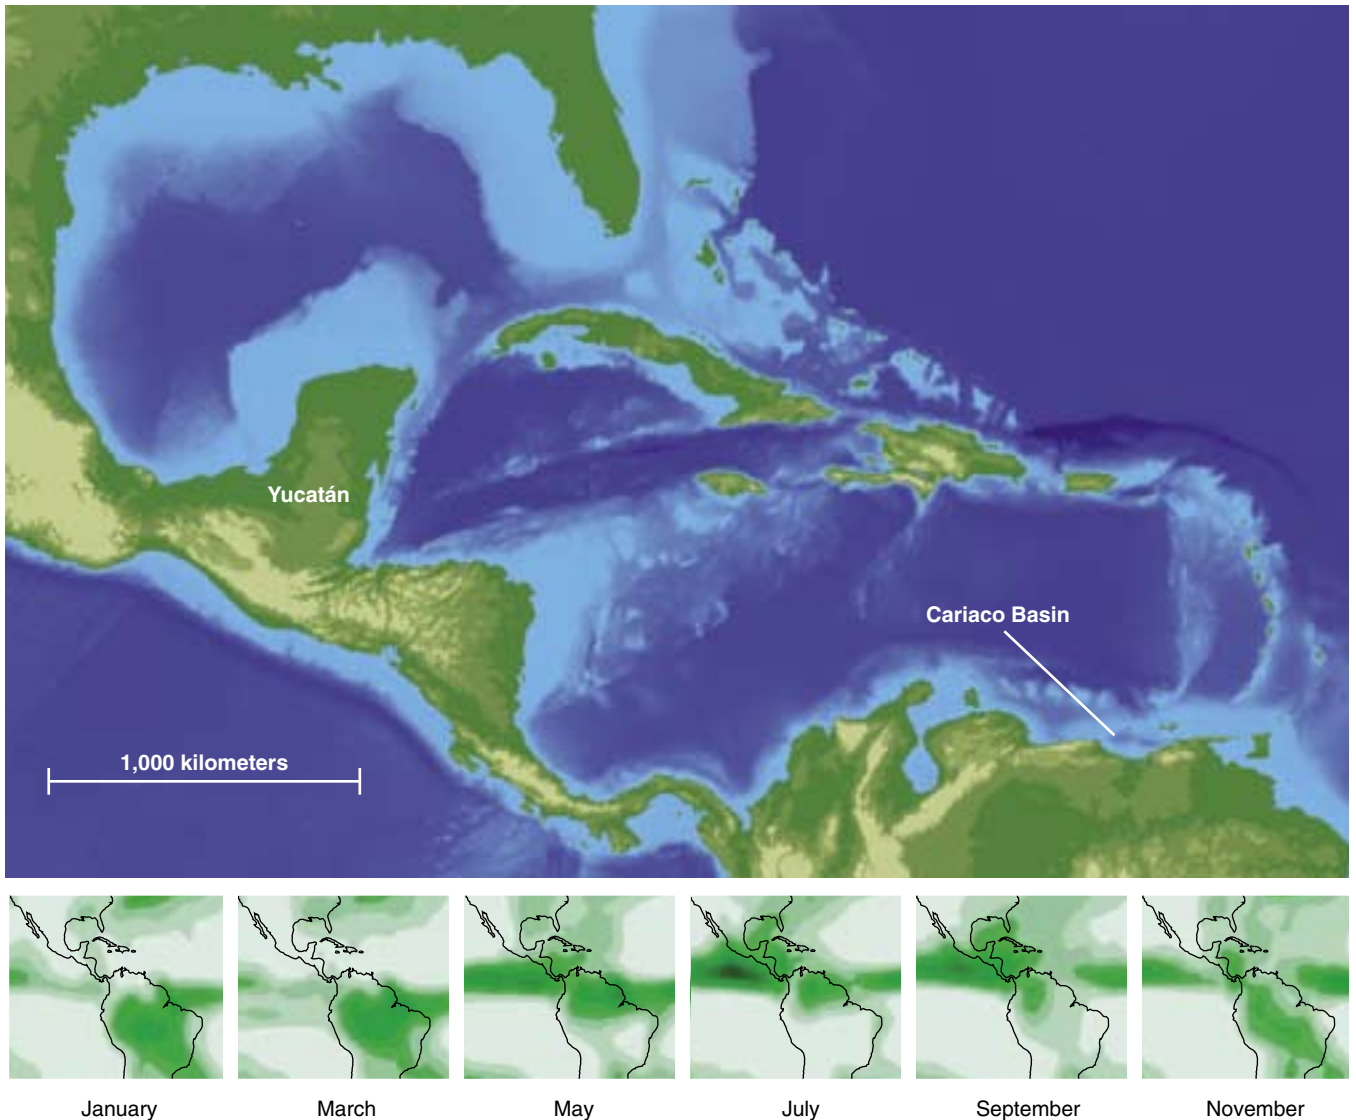 Yucatán
Cariaco Basin
1,000 kilometers
January
March
May
July
September
November